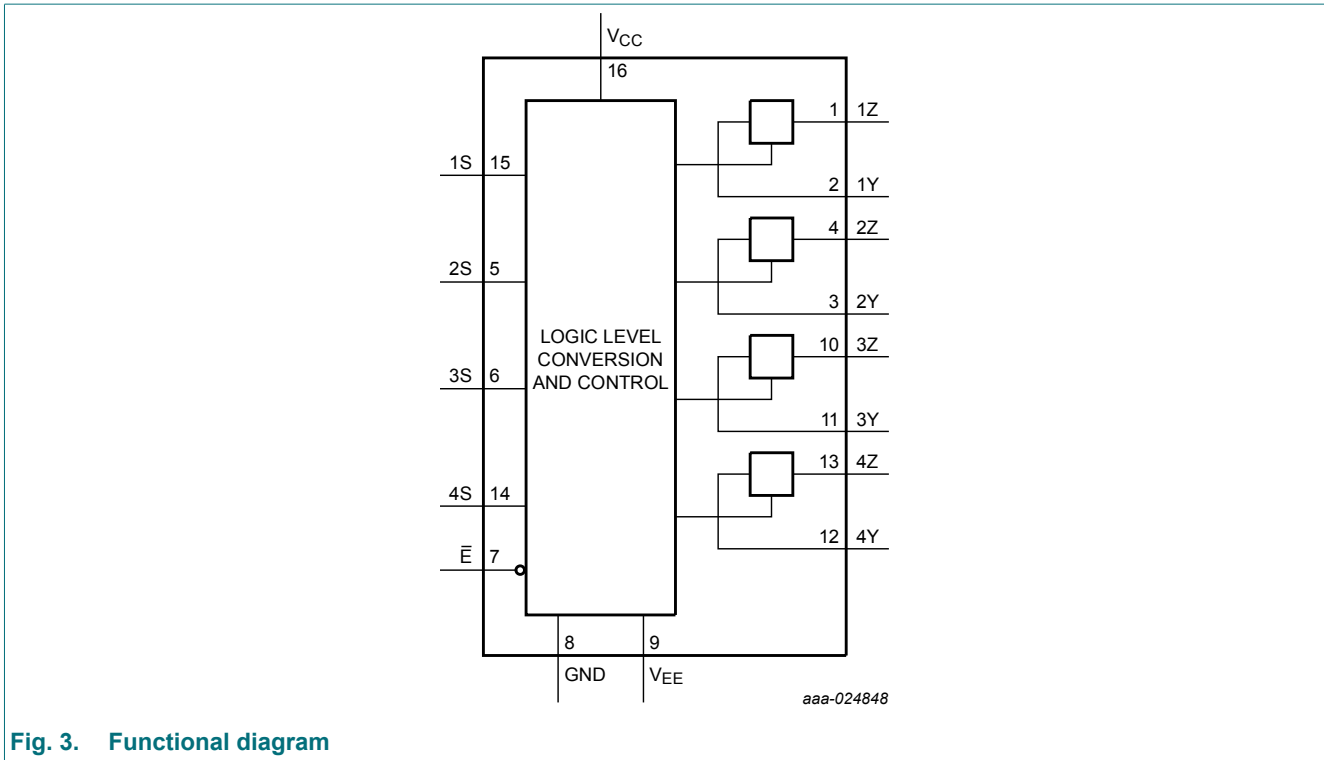 VCC
16
1 1Z
1S 15
2 1Y
4 2Z
2S 5
3 2Y
LOGIC LEVEL
CONVERSION
AND CONTROL
10 3Z
3S 6
11 3Y
13 4Z
4S 14
12 4Y
Ē 7
8 9
GND VEE
aaa-024848
Fig. 3. Functional diagram